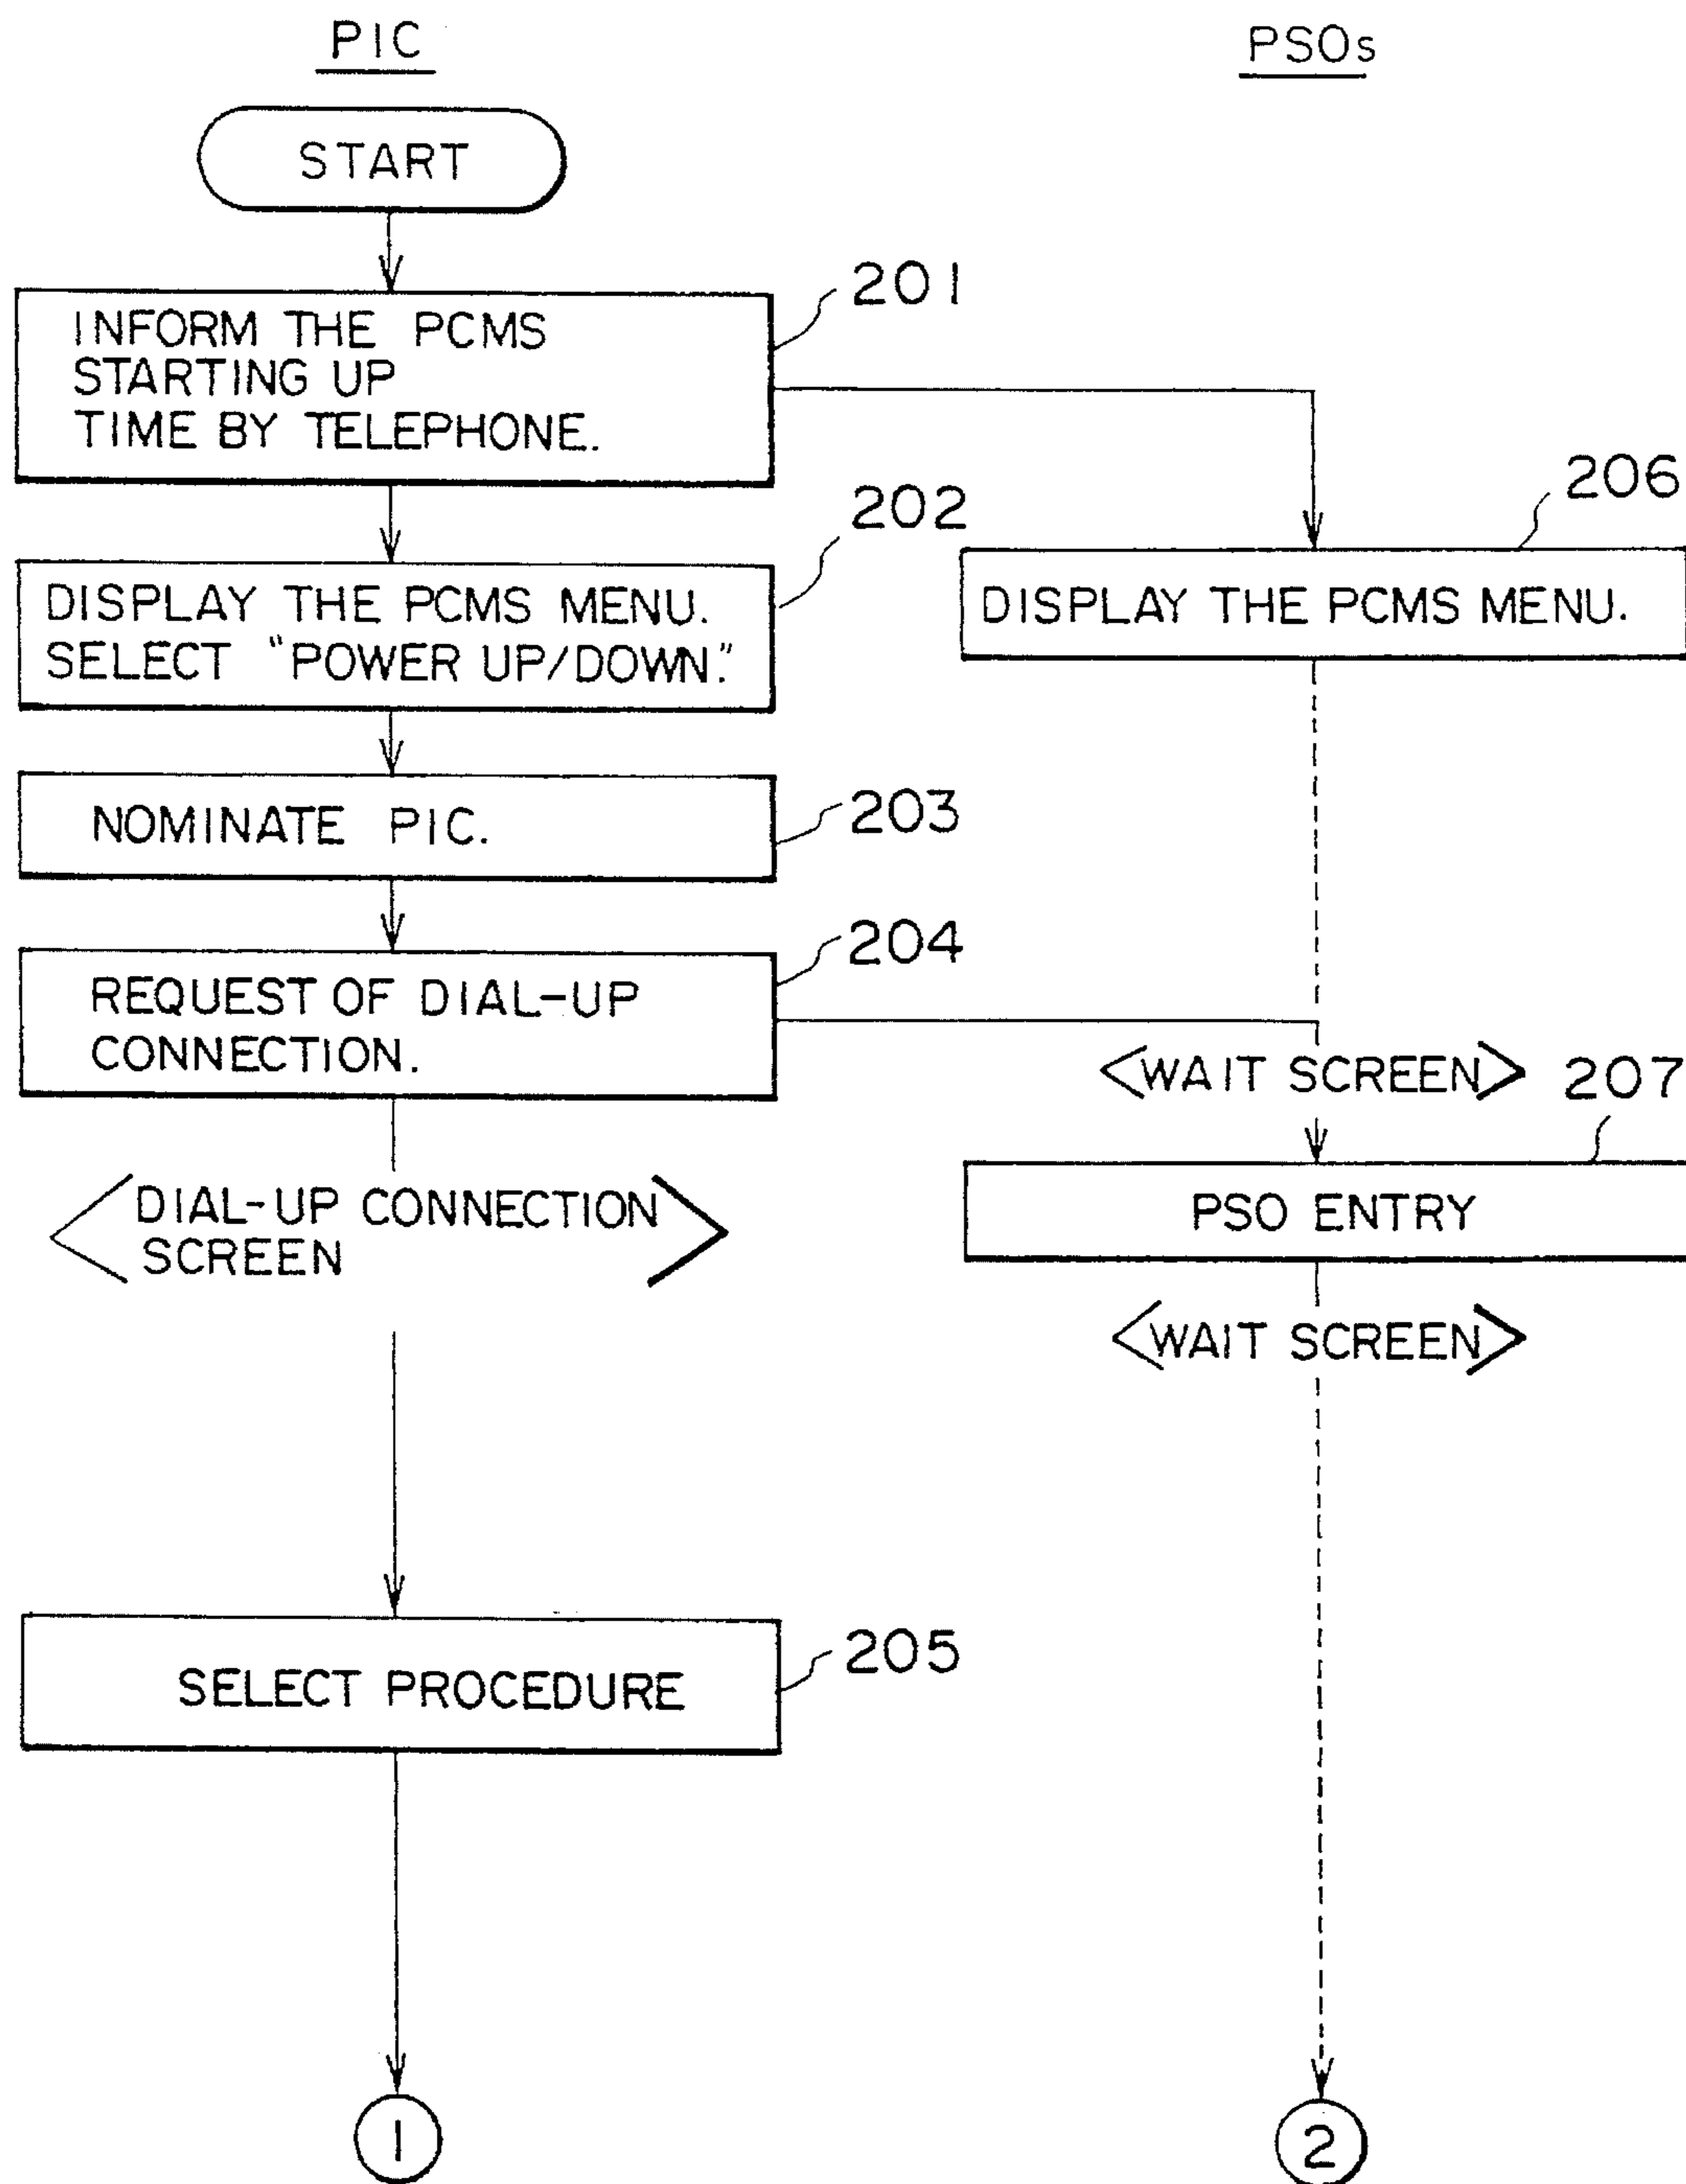 PIC
PSOs
START
201
INFORM THE PCMS
STARTING UP
TIME BY TELEPHONE.
202
206
DISPLAY THE PCMS MENU.
SELECT "POWER UP/DOWN."
DISPLAY THE PCMS MENU.
203
NOMINATE PIC.
204
REQUEST OF DIAL-UP
CONNECTION.
<WAIT SCREEN>
207
DIAL-UP CONNECTION
SCREEN
PSO ENTRY
<WAIT SCREEN>
205
SELECT PROCEDURE
1
2